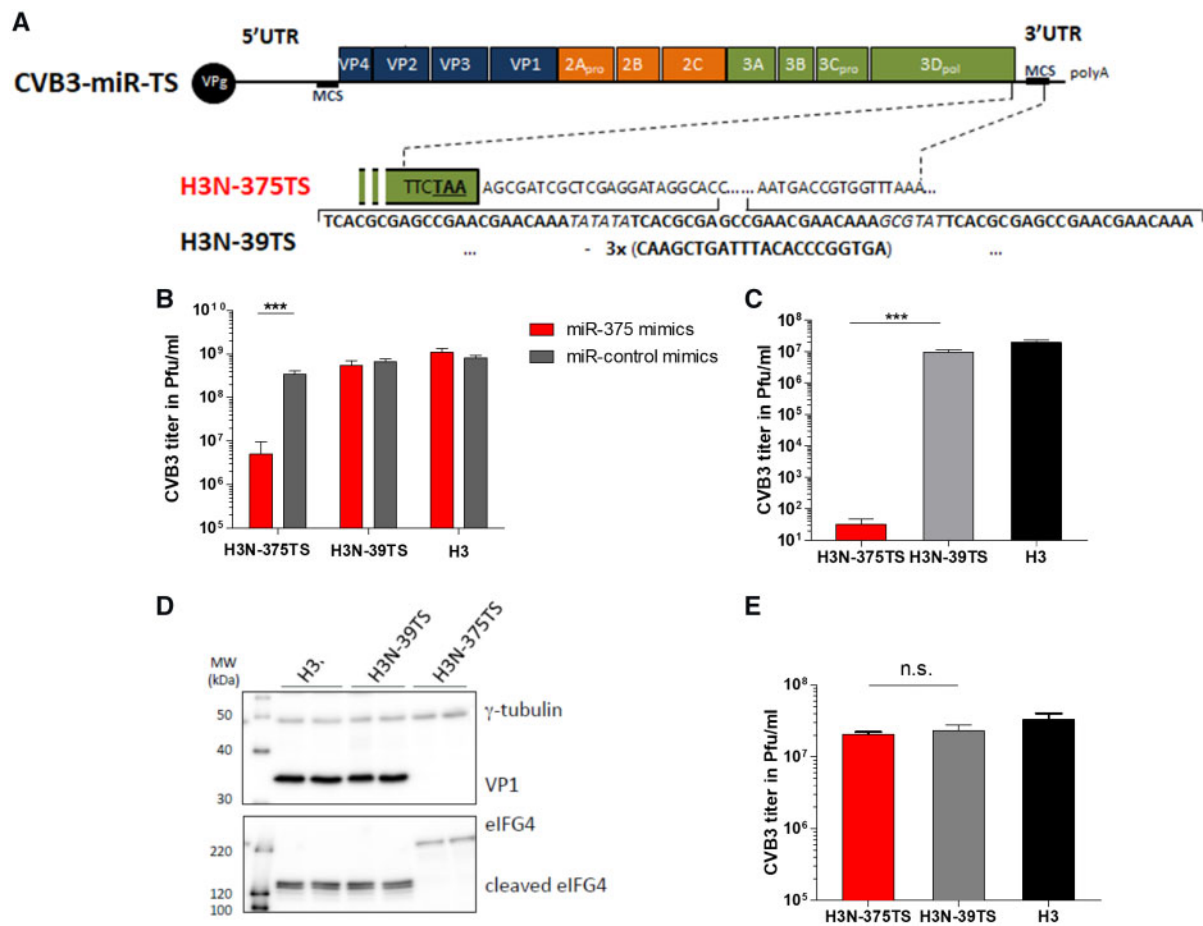 A
5'UTR
3'UTR
CVB3-miR-TS
VPg
MCS
VP4
VP2
VP3
VP1
2Apro
2B
2C
3A
3B
3Cpro
3Dpol
MCS
polyA
H3N-375TS
TTCTAA
AGCGATCGCTCGAGGATAGGCACC...... AATGACCGTGGTTTAAA...
TCACGCGAGCCGAACGAACAAATATATATCACGCGAGCCGAACGAACAAAGCGTATTCACGCGAGCCGAACGAACAAA
H3N-39TS
... - 3x (CAAGCTGATTTACACCCGGTGA) ...
B
CVB3 titer in Pfu/ml
10^10
10^9
10^8
10^7
10^6
10^5
***
H3N-375TS
H3N-39TS
H3
miR-375 mimics
miR-control mimics
C
CVB3 titer in Pfu/ml
10^8
10^7
10^6
10^5
10^4
10^3
10^2
10^1
***
H3N-375TS
H3N-39TS
H3
D
MW
(kDa)
H3.
H3N-39TS
H3N-375TS
50
40
30
γ-tubulin
VP1
220
120
100
eIFG4
cleaved eIFG4
E
CVB3 titer in Pfu/ml
10^8
10^7
10^6
10^5
n.s.
H3N-375TS
H3N-39TS
H3